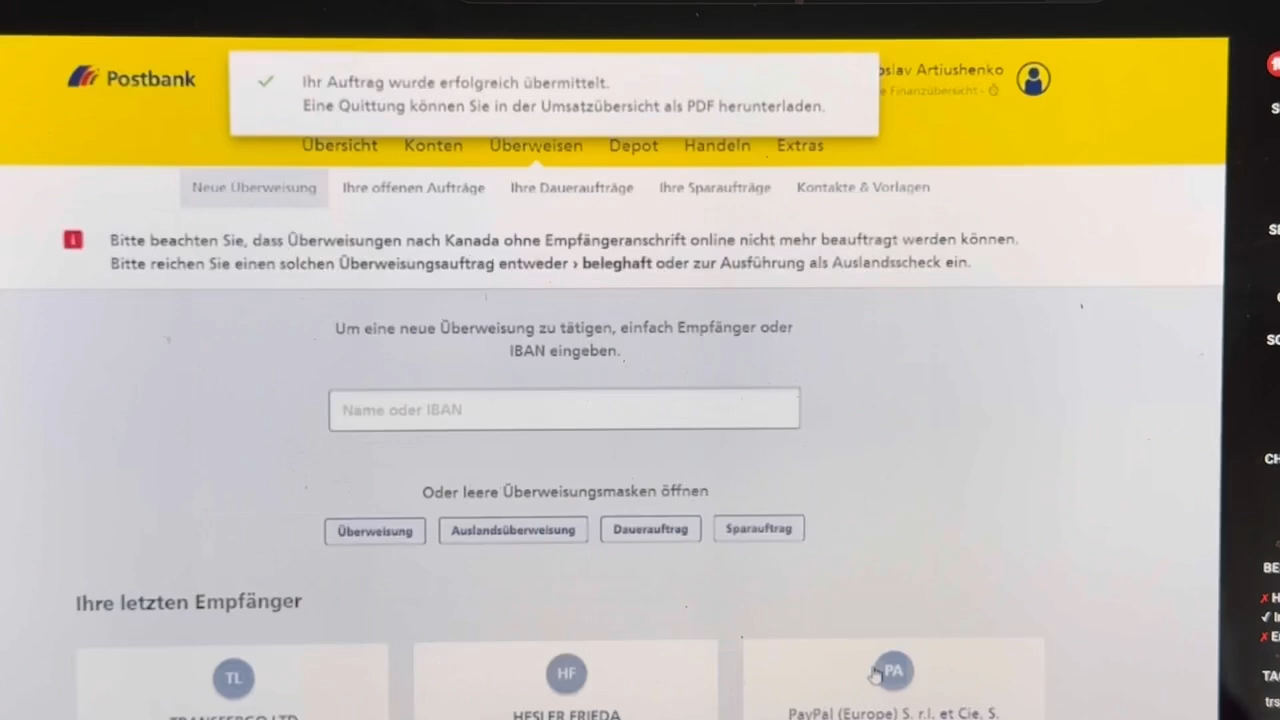 Postbank
Ihr Auftrag wurde erfolgreich übermittelt.
Eine Quittung können Sie in der Umsatzübersicht als PDF herunterladen.
Artiushenko
Finanzübersicht
Übersicht Konten Überweisen Depot Handeln Extras
Neue Überweisung Ihre offenen Aufträge Ihre Daueraufträge Ihre Sparaufträge Kontakte & Vorlagen
Bitte beachten Sie, dass Überweisungen nach Kanada ohne Empfängeranschrift online nicht mehr beauftragt werden können.
Bitte reichen Sie einen solchen Überweisungsauftrag entweder › beleghaft oder zur Ausführung als Auslandsscheck ein.
Um eine neue Überweisung zu tätigen, einfach Empfänger oder
IBAN eingeben.
Name oder IBAN
Oder leere Überweisungsmasken öffnen
Überweisung Auslandsüberweisung Dauerauftrag Sparauftrag
Ihre letzten Empfänger
TL HF PA
HESLER FRIEDA
PayPal (Europe) S. r.l. et Cie, S.